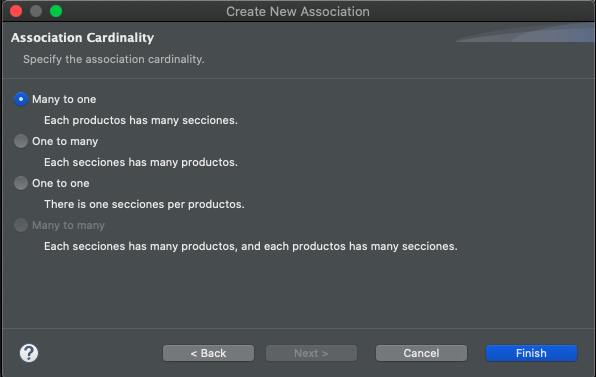 Create New Association
Association Cardinality
Specify the association cardinality.
Many to one
Each productos has many secciones.
One to many
Each secciones has many productos.
One to one
There is one secciones per productos.
Many to many
Each secciones has many productos, and each productos has many secciones.
?
< Back
Next >
Cancel
Finish